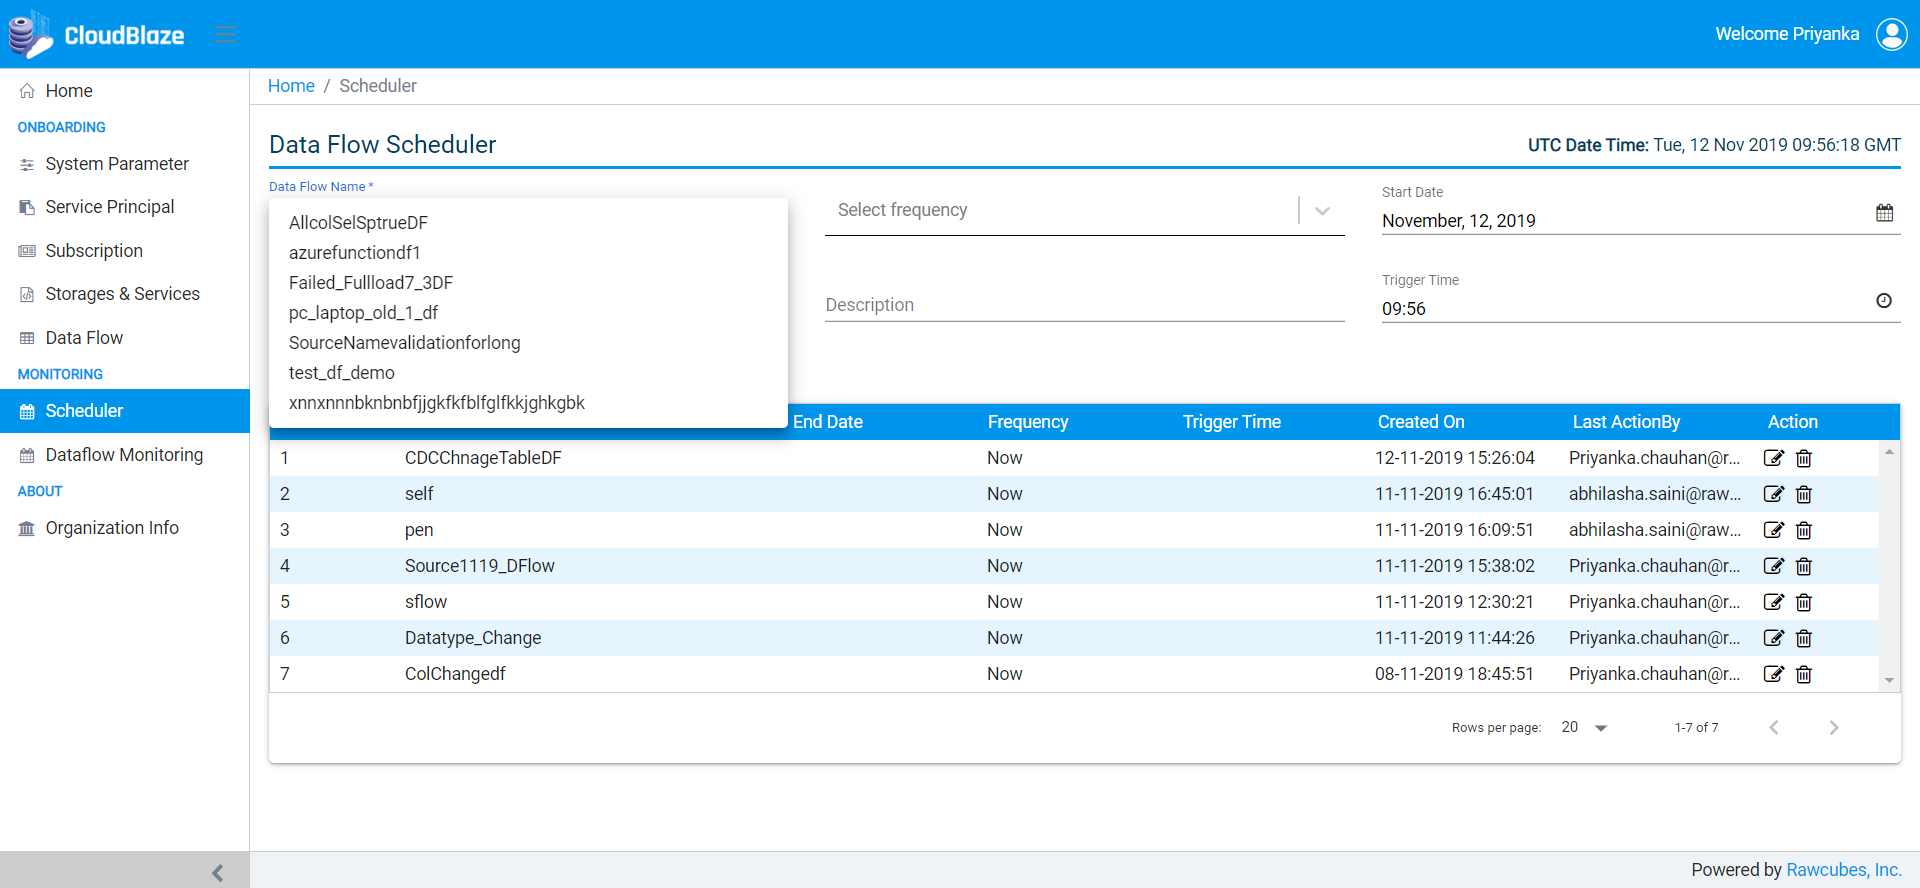 CloudBlaze
Welcome Priyanka
Home
ONBOARDING
System Parameter
Service Principal
Subscription
Storages & Services
Data Flow
MONITORING
Scheduler
Dataflow Monitoring
ABOUT
Organization Info
Home / Scheduler
Data Flow Scheduler
UTC Date Time: Tue, 12 Nov 2019 09:56:18 GMT
Data Flow Name *
AllcolSelSptrueDF
azurefunctiondf1
Failed_Fullload7_3DF
pc_laptop_old_1_df
SourceNamevalidationforlong
test_df_demo
xnnxnnnbknbnbfjjgkfkfblfglfkkjghkgbk
Select frequency
Start Date
November, 12, 2019
Description
Trigger Time
09:56
End Date Frequency Trigger Time Created On Last ActionBy Action
1 CDCChnageTableDF Now 12-11-2019 15:26:04 Priyanka.chauhan@r...
2 self Now 11-11-2019 16:45:01 abhilasha.saini@raw...
3 pen Now 11-11-2019 16:09:51 abhilasha.saini@raw...
4 Source1119_DFlow Now 11-11-2019 15:38:02 Priyanka.chauhan@r...
5 sflow Now 11-11-2019 12:30:21 Priyanka.chauhan@r...
6 Datatype_Change Now 11-11-2019 11:44:26 Priyanka.chauhan@r...
7 ColChangedf Now 08-11-2019 18:45:51 Priyanka.chauhan@r...
Rows per page: 20 1-7 of 7
Powered by Rawcubes, Inc.